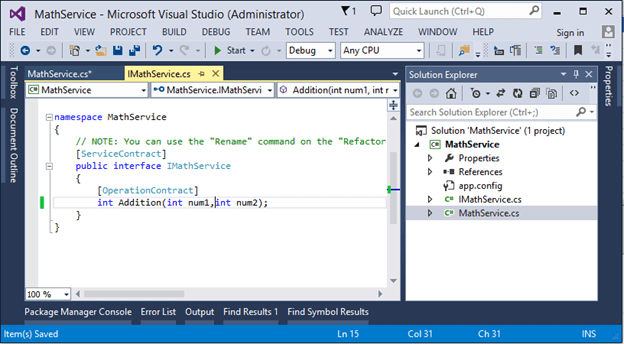 MathService - Microsoft Visual Studio (Administrator)
1
Quick Launch (Ctrl+Q)
FILE EDIT VIEW PROJECT BUILD DEBUG TEAM TOOLS TEST ARCHITECTURE
ANALYZE WINDOW HELP Sign in
Start Debug Any CPU
Toolbox
Document Outline
MathService.cs*
IMathService.cs
MathService
MathService.IMathServi
Addition(int num1, int n
namespace MathService
{
// NOTE: You can use the "Rename" command on the "Refactor
[ServiceContract]
public interface IMathService
{
[OperationContract]
int Addition(int num1,int num2);
}
}
100 %
Solution Explorer
Search Solution Explorer (Ctrl+;)
Solution 'MathService' (1 project)
MathService
Properties
References
app.config
IMathService.cs
MathService.cs
Properties
Package Manager Console Error List Output Find Results 1 Find Symbol Results
Item(s) Saved Ln 15 Col 31 Ch 31 INS